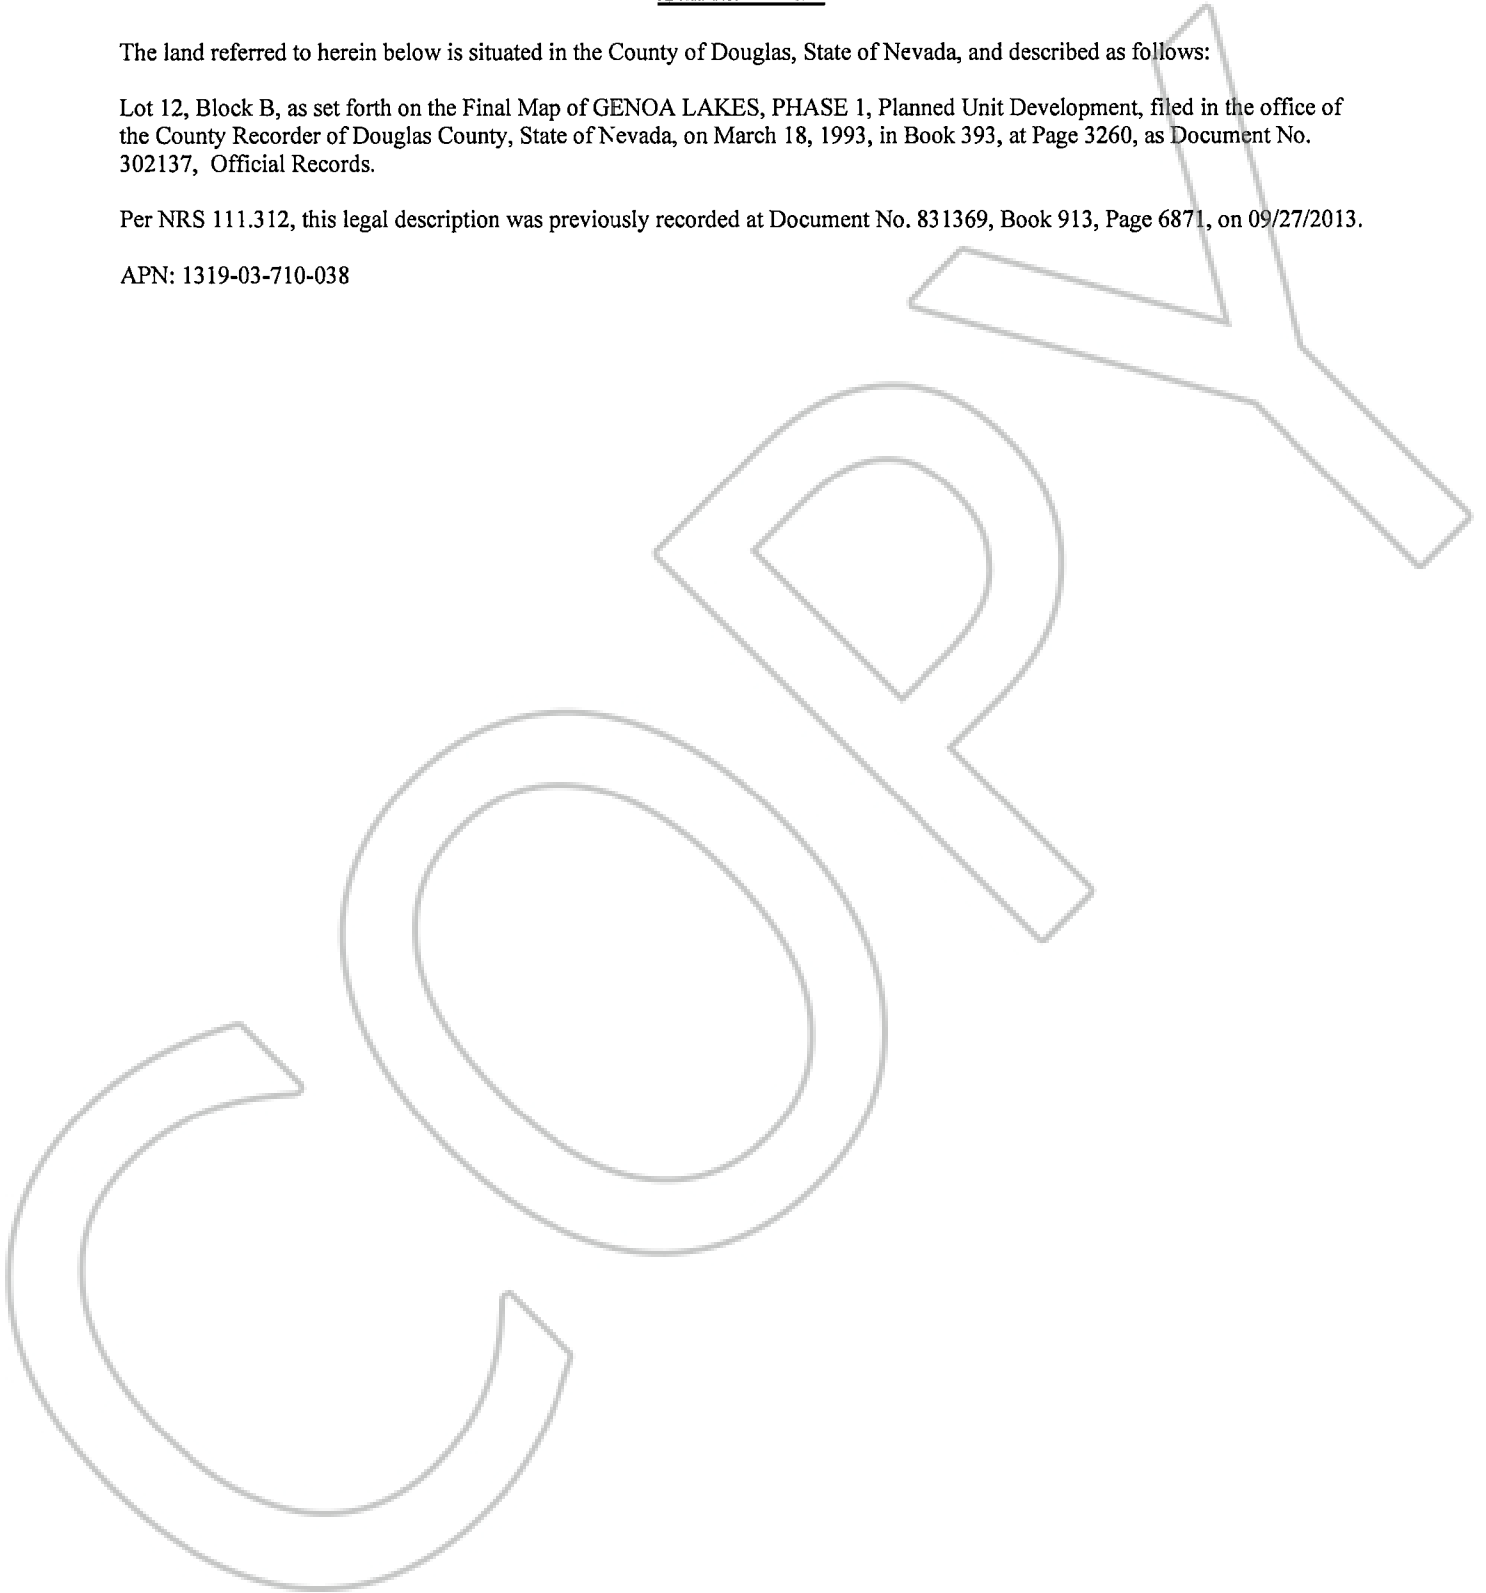 The land referred to herein below is situated in the County of Douglas, State of Nevada, and described as follows:
Lot 12, Block B, as set forth on the Final Map of GENOA LAKES, PHASE 1, Planned Unit Development, filed in the office of
the County Recorder of Douglas County, State of Nevada, on March 18, 1993, in Book 393, at Page 3260, as Document No.
302137, Official Records.
Per NRS 111.312, this legal description was previously recorded at Document No. 831369, Book 913, Page 6871, on 09/27/2013.
APN: 1319-03-710-038
COPY